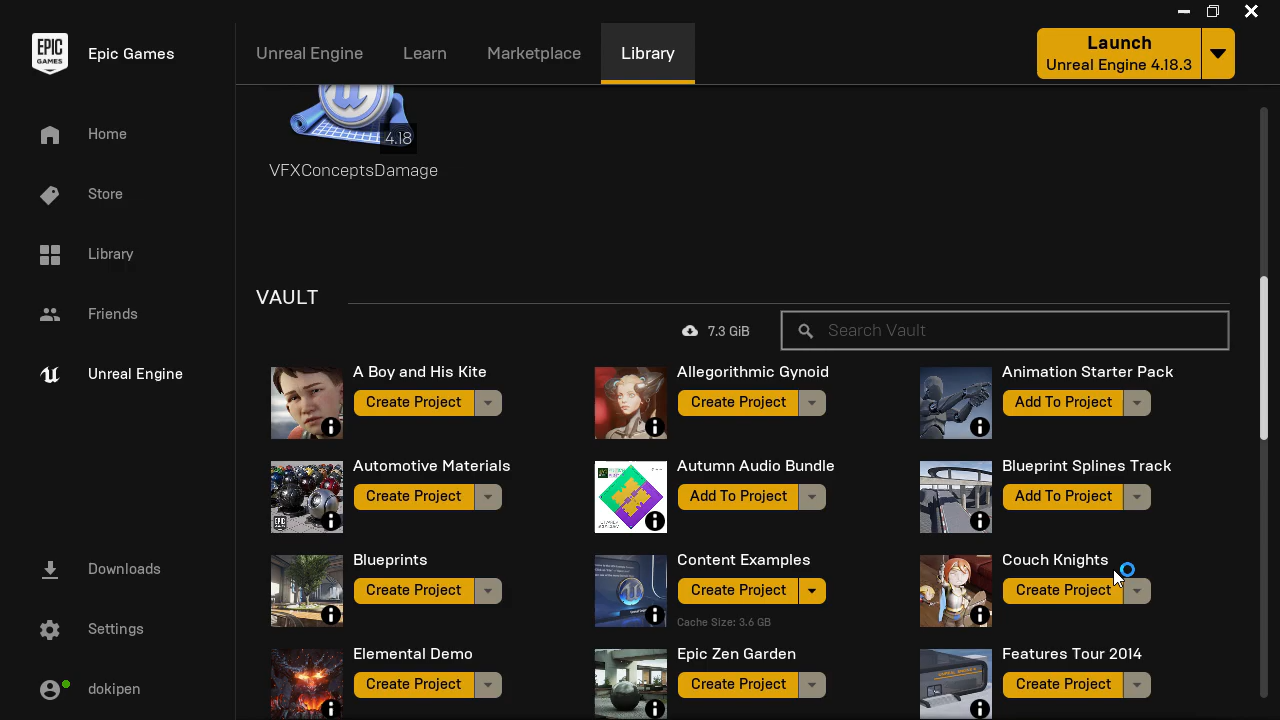 EPIC GAMES
Epic Games
Unreal Engine
Learn
Marketplace
Library
Launch
Unreal Engine 4.18.3
Home
Store
Library
Friends
Unreal Engine
Downloads
Settings
dokipen
4.18
VFXConceptsDamage
VAULT
7.3 GiB
Search Vault
A Boy and His Kite
Create Project
Allegorithmic Gynoid
Create Project
Animation Starter Pack
Add To Project
Automotive Materials
Create Project
Autumn Audio Bundle
Add To Project
Blueprint Splines Track
Add To Project
Blueprints
Create Project
Content Examples
Create Project
Cache Size: 3.6 GB
Couch Knights
Create Project
Elemental Demo
Create Project
Epic Zen Garden
Create Project
Features Tour 2014
Create Project